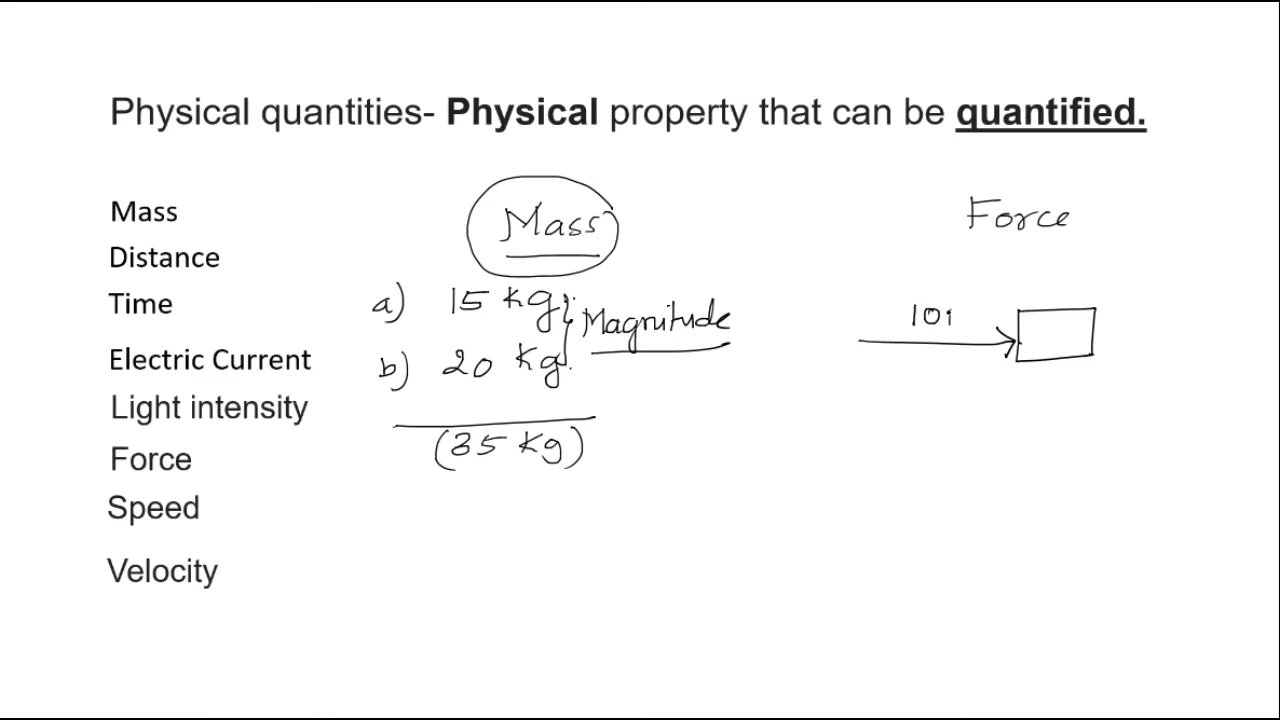 Physical quantities- Physical property that can be quantified.
Mass
Distance
Time
Electric Current
Light intensity
Force
Speed
Velocity
Mass
a) 15 kg
b) 20 kg
Magnitude
(35 kg)
Force
101